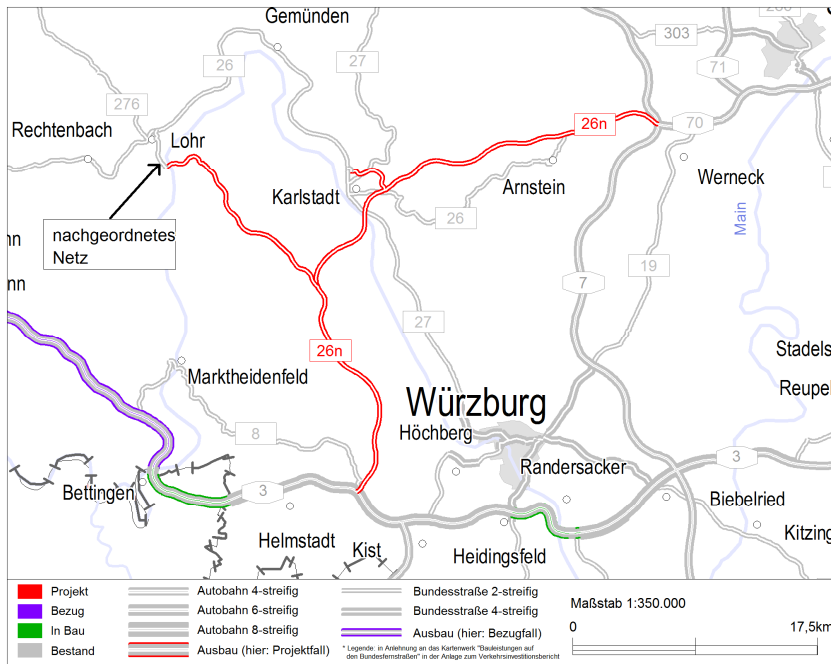 Gemünden
26
27
303
71
276
Rechtenbach
Lohr
26n
70
Karlstadt
Arnstein
Werneck
nachgeordnetes
Netz
26
Main
nn
nn
7
19
27
26n
Stadels
Marktheidenfeld
Reupel
Würzburg
8
Höchberg
Randersacker
3
3
Bettingen
Biebelried
Helmstadt
Kist
Heidingsfeld
Kitzing
Projekt
Bezug
In Bau
Bestand
Autobahn 4-streifig
Autobahn 6-streifig
Autobahn 8-streifig
Ausbau (hier: Projektfall)
Bundesstraße 2-streifig
Bundesstraße 4-streifig
Ausbau (hier: Bezugfall)
* Legende: in Anlehnung an das Kartenwerk "Bauleistungen auf
den Bundesfernstraßen" in der Anlage zum Verkehrsinvestitionsbericht
Maßstab 1:350.000
0
17,5km